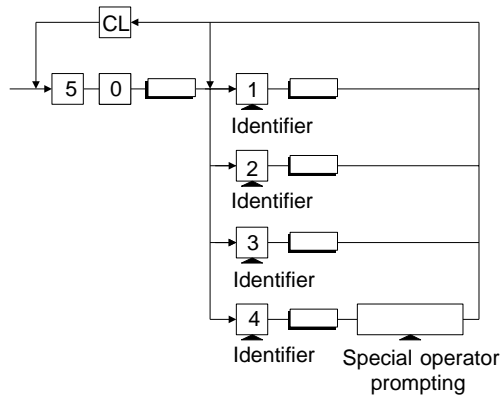 CL
5 0 1
Identifier
2
Identifier
3
Identifier
4
Identifier
Special operator
prompting